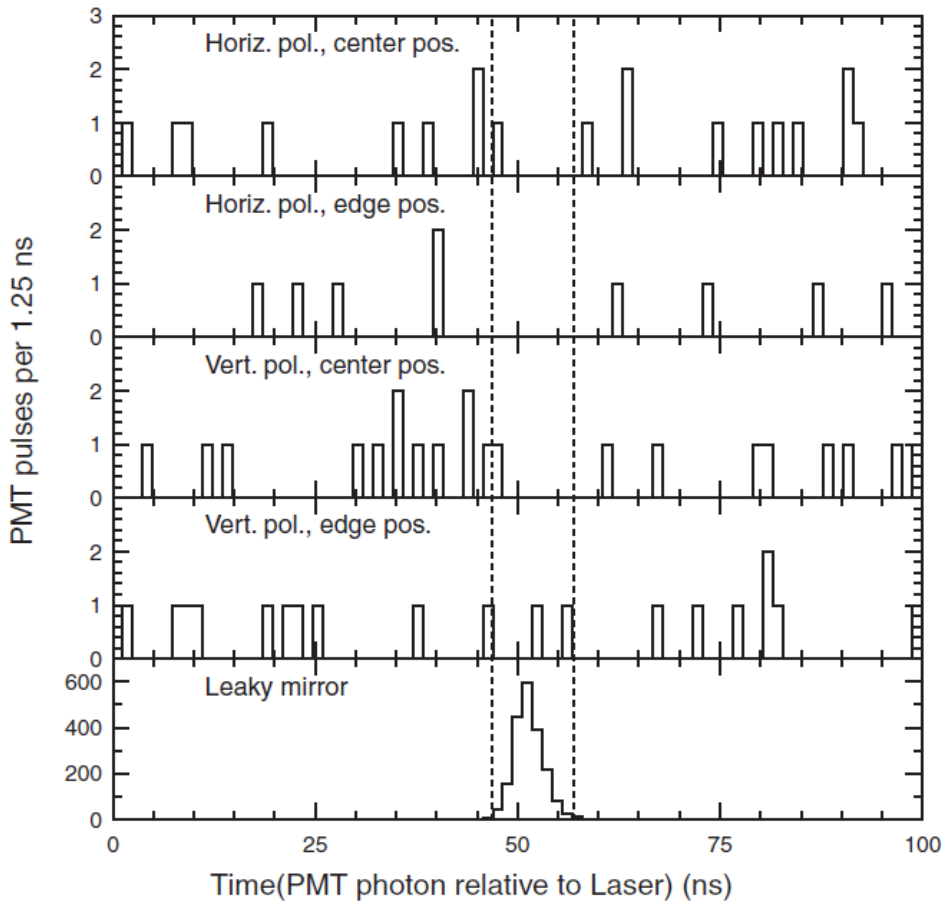 PMT pulses per 1.25 ns
3
Horiz. pol., center pos.
2
1
0
Horiz. pol., edge pos.
2
1
0
Vert. pol., center pos.
2
1
0
Vert. pol., edge pos.
2
1
0
Leaky mirror
600
400
200
0
0 25 50 75 100
Time(PMT photon relative to Laser) (ns)